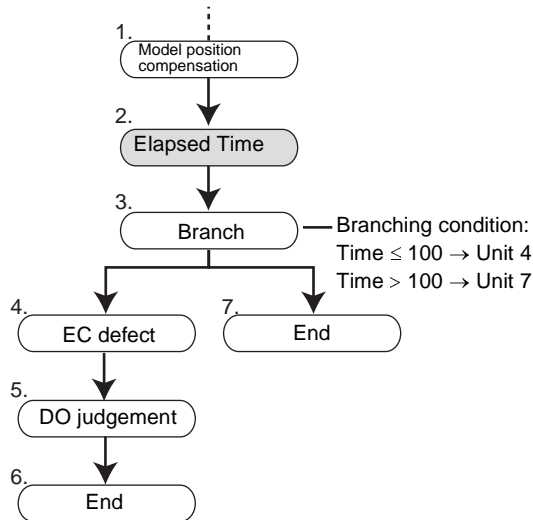 1.
Model position
compensation
2.
Elapsed Time
3.
Branch
Branching condition:
Time ≤ 100 → Unit 4
Time > 100 → Unit 7
4.
EC defect
7.
End
5.
DO judgement
6.
End